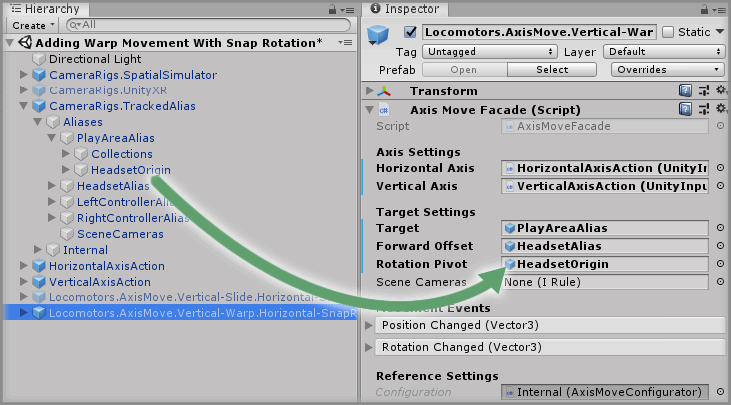 Hierarchy
Create
All
Adding Warp Movement With Snap Rotation*
Directional Light
CameraRigs.SpatialSimulator
CameraRigs.UnityXR
CameraRigs.TrackedAlias
Aliases
PlayAreaAlias
Collections
HeadsetOrigin
HeadsetAlias
LeftControllerAlias
RightControllerAlias
SceneCameras
Internal
HorizontalAxisAction
VerticalAxisAction
Locomotors.AxisMove.Vertical-Slide.Horizontal-S
Locomotors.AxisMove.Vertical-Warp.Horizontal-SnapR
Inspector
Locomotors.AxisMove.Vertical-War
Static
Tag Untagged Layer Default
Prefab Open Select Overrides
Transform
Axis Move Facade (Script)
Script AxisMoveFacade
Axis Settings
Horizontal Axis HorizontalAxisAction (UnityIn
Vertical Axis VerticalAxisAction (UnityInpu
Target Settings
Target PlayAreaAlias
Forward Offset HeadsetAlias
Rotation Pivot HeadsetOrigin
Scene Cameras None (I Rule)
Events
Position Changed (Vector3)
Rotation Changed (Vector3)
Reference Settings
Configuration Internal (AxisMoveConfigurator)